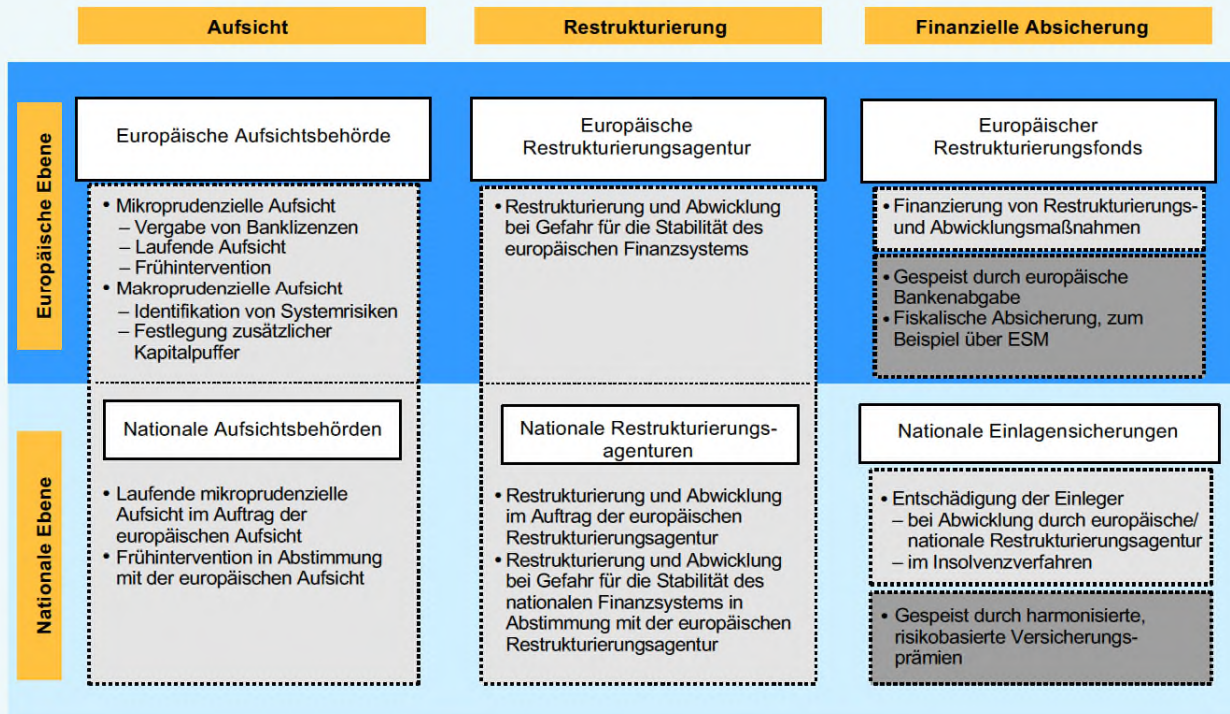 Aufsicht
Restrukturierung
Finanzielle Absicherung
Europäische Ebene
Europäische Aufsichtsbehörde
• Mikroprudenzielle Aufsicht
– Vergabe von Banklizenzen
– Laufende Aufsicht
– Frühintervention
• Makroprudenzielle Aufsicht
– Identifikation von Systemrisiken
– Festlegung zusätzlicher
Kapitalpuffer
Europäische
Restrukturierungsagentur
• Restrukturierung und Abwicklung
bei Gefahr für die Stabilität des
europäischen Finanzsystems
Europäischer
Restrukturierungsfonds
• Finanzierung von Restrukturierungs-
und Abwicklungsmaßnahmen
• Gespeist durch europäische
Bankenabgabe
• Fiskalische Absicherung, zum
Beispiel über ESM
Nationale Ebene
Nationale Aufsichtsbehörden
• Laufende mikroprudenzielle
Aufsicht im Auftrag der
europäischen Aufsicht
• Frühintervention in Abstimmung
mit der europäischen Aufsicht
Nationale Restrukturierungs-
agenturen
• Restrukturierung und Abwicklung
im Auftrag der europäischen
Restrukturierungsagentur
• Restrukturierung und Abwicklung
bei Gefahr für die Stabilität des
nationalen Finanzsystems in
Abstimmung mit der europäischen
Restrukturierungsagentur
Nationale Einlagensicherungen
• Entschädigung der Einleger
– bei Abwicklung durch europäische/
nationale Restrukturierungsagentur
– im Insolvenzverfahren
• Gespeist durch harmonisierte,
risikobasierte Versicherungs-
prämien